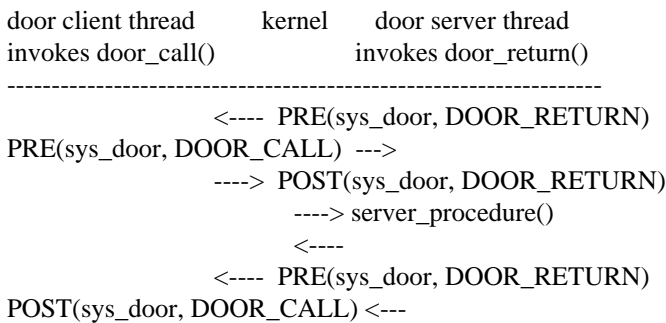 door client thread kernel door server thread
invokes door_call() invokes door_return()
-------------------------------------------------------------------
<---- PRE(sys_door, DOOR_RETURN)
PRE(sys_door, DOOR_CALL) --->
----> POST(sys_door, DOOR_RETURN)
----> server_procedure()
<----
<---- PRE(sys_door, DOOR_RETURN)
POST(sys_door, DOOR_CALL) <---